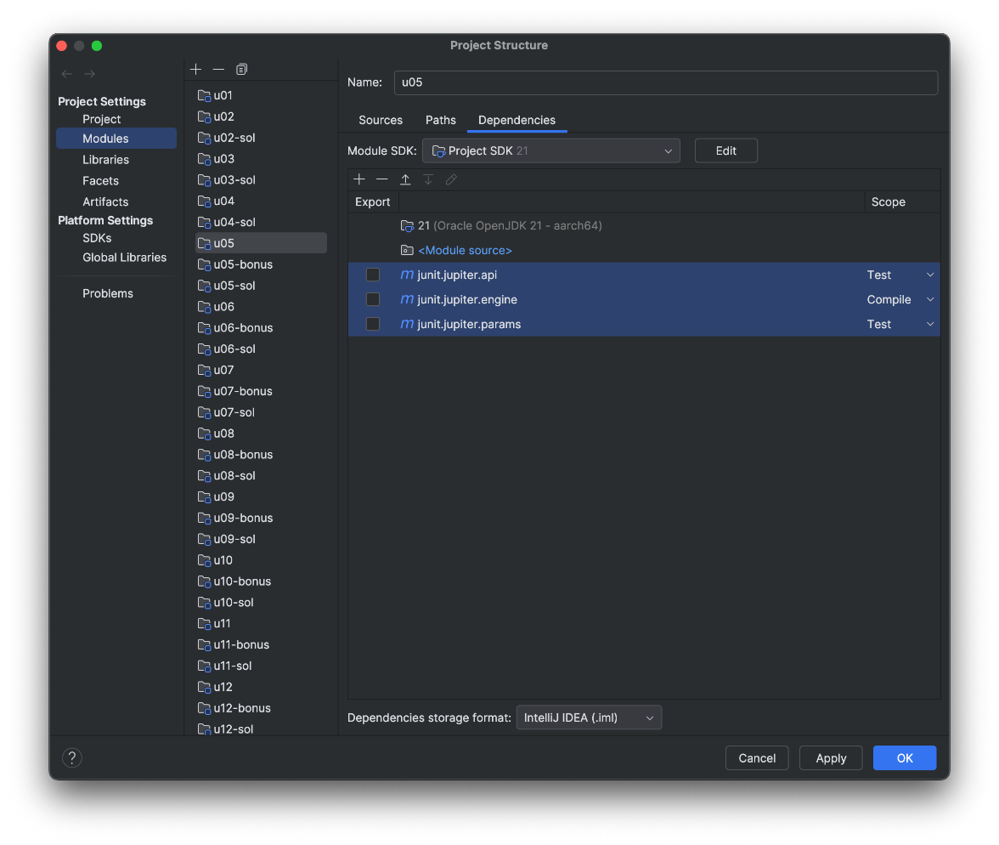 Project Structure
Project Settings
Project
Modules
Libraries
Facets
Artifacts
Platform Settings
SDKs
Global Libraries
Problems
u01
u02
u02-sol
u03
u03-sol
u04
u04-sol
u05
u05-bonus
u05-sol
u06
u06-bonus
u06-sol
u07
u07-bonus
u07-sol
u08
u08-bonus
u08-sol
u09
u09-bonus
u09-sol
u10
u10-bonus
u10-sol
u11
u11-bonus
u11-sol
u12
u12-bonus
u12-sol
Name: u05
Sources Paths Dependencies
Module SDK: Project SDK 21 Edit
Export Scope
21 (Oracle OpenJDK 21 - aarch64)
<Module source>
m junit.jupiter.api Test
m junit.jupiter.engine Compile
m junit.jupiter.params Test
Dependencies storage format: IntelliJ IDEA (.iml)
? Cancel Apply OK